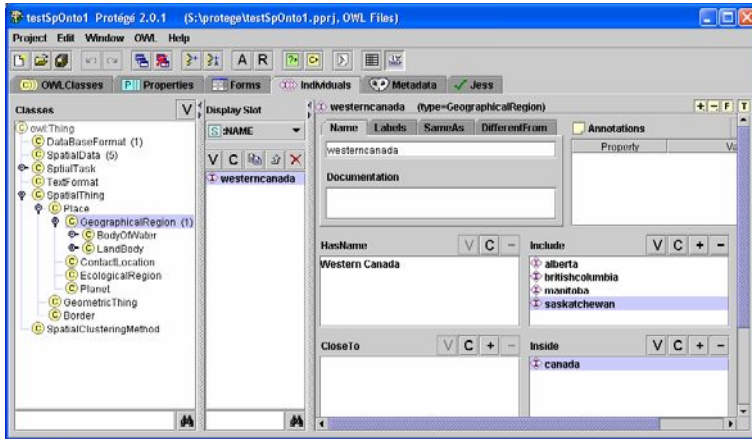 testSpOnto1 Protégé 2.0.1 (S:\protege\testSpOnto1.pprj, OWL Files)
Project Edit Window OWL Help
A R
C OWLClasses P Properties Forms Individuals Metadata Jess
Classes V
owl:Thing
DataBaseFormat (1)
SpatialData (5)
SptialTask
TextFormat
SpatialThing
Place
GeographicalRegion (1)
BodyOfWater
LandBody
ContactLocation
EcologicalRegion
Planet
GeometricThing
Border
SpatialClusteringMethod
Display Slot
S :NAME
V C
westerncanada
westerncanada (type=GeographicalRegion) + - F T
Name Labels SameAs DifferentFrom
westerncanada
Documentation
Annotations
Property Va
HasName V C -
Western Canada
Include V C + -
alberta
britishcolumbia
manitoba
saskatchewan
CloseTo V C + -
Inside V C + -
canada